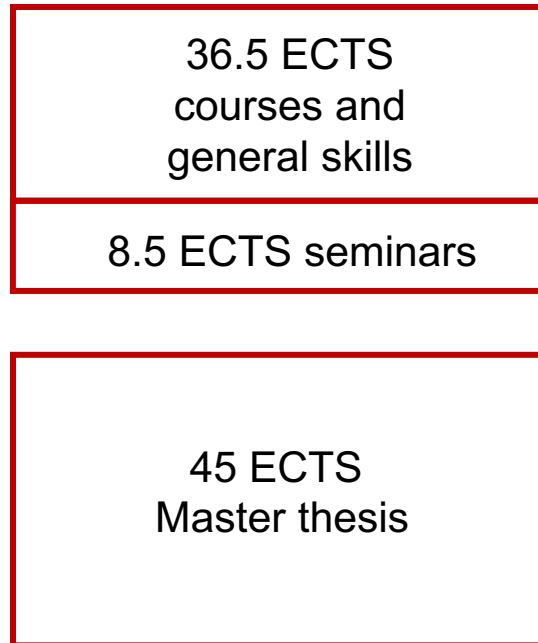 36.5 ECTS
courses and
general skills
8.5 ECTS seminars
45 ECTS
Master thesis